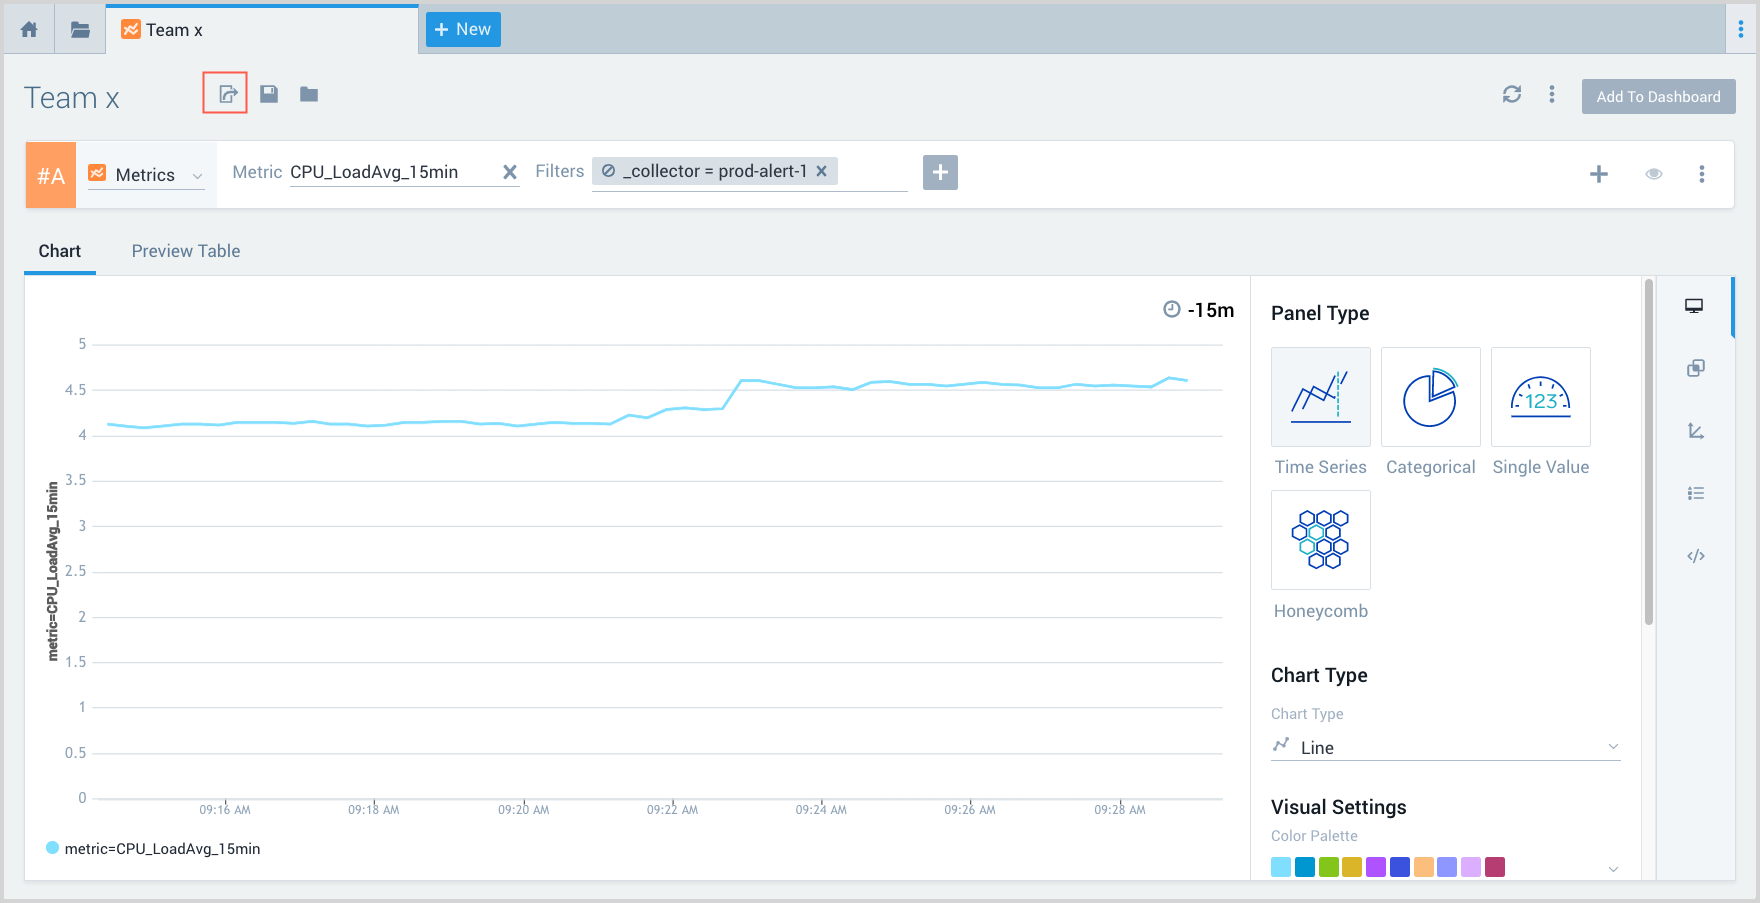 Team x
+ New
Team x
Add To Dashboard
#A
Metrics
Metric CPU_LoadAvg_15min
Filters
_collector = prod-alert-1
Chart
Preview Table
-15m
5
4.5
4
3.5
3
2.5
2
1.5
1
0.5
0
metric=CPU_LoadAvg_15min
09:16 AM
09:18 AM
09:20 AM
09:22 AM
09:24 AM
09:26 AM
09:28 AM
metric=CPU_LoadAvg_15min
Panel Type
123
Time Series
Categorical
Single Value
Honeycomb
Chart Type
Chart Type
Line
Visual Settings
Color Palette